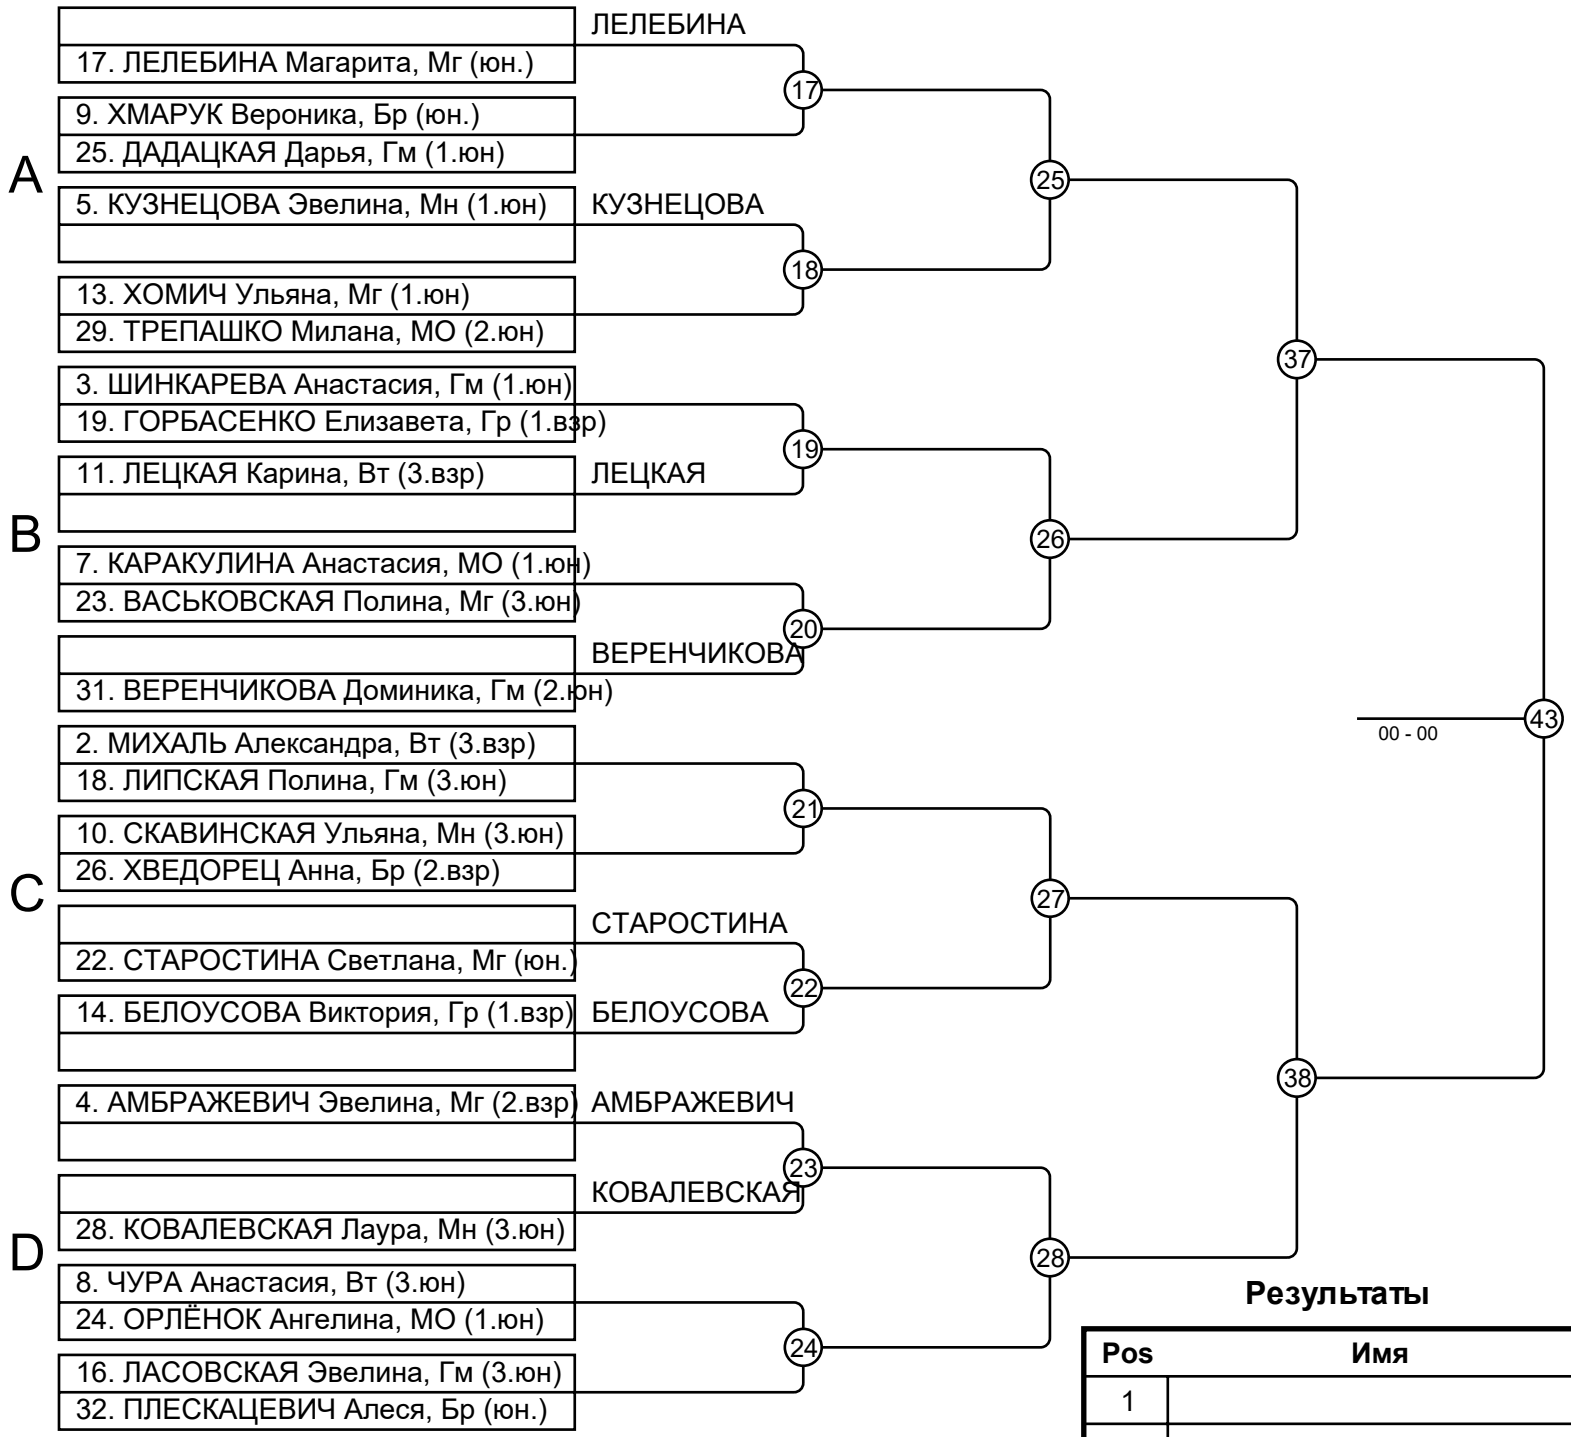 ЛЕЛЕБИНА
17. ЛЕЛЕБИНА Магарита, Мг (юн.)
17
9. ХМАРУК Вероника, Бр (юн.)
25. ДАДАЦКАЯ Дарья, Гм (1.юн)
A
25
5. КУЗНЕЦОВА Эвелина, Мн (1.юн)
КУЗНЕЦОВА
18
13. ХОМИЧ Ульяна, Мг (1.юн)
29. ТРЕПАШКО Милана, МО (2.юн)
37
3. ШИНКАРЕВА Анастасия, Гм (1.юн)
19. ГОРБАСЕНКО Елизавета, Гр (1.взр)
19
11. ЛЕЦКАЯ Карина, Вт (3.взр)
ЛЕЦКАЯ
B
26
7. КАРАКУЛИНА Анастасия, МО (1.юн)
23. ВАСЬКОВСКАЯ Полина, Мг (3.юн)
20
ВЕРЕНЧИКОВА
31. ВЕРЕНЧИКОВА Доминика, Гм (2.юн)
43
00 - 00
2. МИХАЛЬ Александра, Вт (3.взр)
18. ЛИПСКАЯ Полина, Гм (3.юн)
21
10. СКАВИНСКАЯ Ульяна, Мн (3.юн)
26. ХВЕДОРЕЦ Анна, Бр (2.взр)
C
27
СТАРОСТИНА
22. СТАРОСТИНА Светлана, Мг (юн.)
22
14. БЕЛОУСОВА Виктория, Гр (1.взр)
БЕЛОУСОВА
38
4. АМБРАЖЕВИЧ Эвелина, Мг (2.взр)
АМБРАЖЕВИЧ
23
КОВАЛЕВСКАЯ
28. КОВАЛЕВСКАЯ Лаура, Мн (3.юн)
D
28
8. ЧУРА Анастасия, Вт (3.юн)
24. ОРЛЁНОК Ангелина, МО (1.юн)
24
16. ЛАСОВСКАЯ Эвелина, Гм (3.юн)
32. ПЛЕСКАЦЕВИЧ Алеся, Бр (юн.)
Результаты
Pos Имя
1